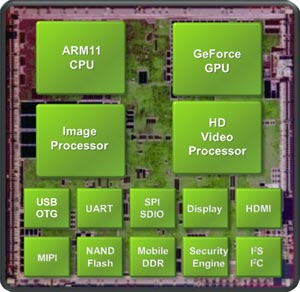 ARM11
CPU
GeForce
GPU
Image
Processor
HD
Video
Processor
USB
OTG
UART
SPI
SDIO
Display
HDMI
MIPI
NAND
Flash
Mobile
DDR
Security
Engine
I²S
I²C